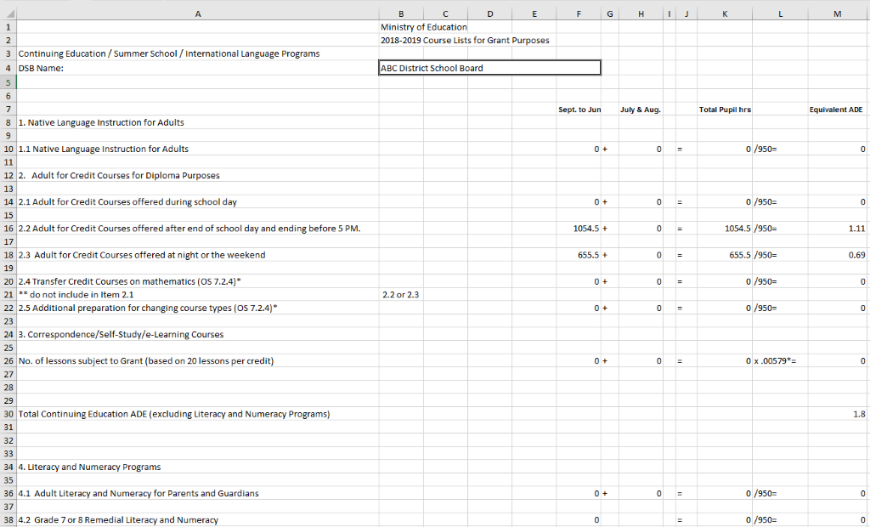 A B C D E F G H I J K L M
1 Ministry of Education
2 2018-2019 Course Lists for Grant Purposes
3 Continuing Education / Summer School / International Language Programs
4 DSB Name: ABC District School Board
5
6
7 Sept. to Jun July & Aug. Total Pupil hrs Equivalent ADE
8 1. Native Language Instruction for Adults
9
10 1.1 Native Language Instruction for Adults 0 + 0 = 0 /950= 0
11
12 2. Adult for Credit Courses for Diploma Purposes
13
14 2.1 Adult for Credit Courses offered during school day 0 + 0 = 0 /950= 0
15
16 2.2 Adult for Credit Courses offered after end of school day and ending before 5 PM. 1054.5 + 0 = 1054.5 /950= 1.11
17
18 2.3 Adult for Credit Courses offered at night or the weekend 655.5 + 0 = 655.5 /950= 0.69
19
20 2.4 Transfer Credit Courses on mathematics (OS 7.2.4)* 0 + 0 = 0 /950= 0
21 ** do not include in Item 2.1 2.2 or 2.3
22 2.5 Additional preparation for changing course types (OS 7.2.4)* 0 + 0 = 0 /950= 0
23
24 3. Correspondence/Self-Study/e-Learning Courses
25
26 No. of lessons subject to Grant (based on 20 lessons per credit) 0 + 0 = 0 x .00579*= 0
27
28
29
30 Total Continuing Education ADE (excluding Literacy and Numeracy Programs) 1.8
31
32
33
34 4. Literacy and Numeracy Programs
35
36 4.1 Adult Literacy and Numeracy for Parents and Guardians 0 + 0 = 0 /950= 0
37
38 4.2 Grade 7 or 8 Remedial Literacy and Numeracy 0 = 0 /950= 0